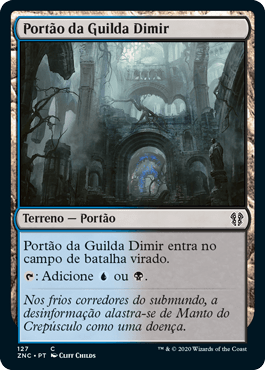 Portão da Guilda Dimir
Terreno — Portão
Portão da Guilda Dimir entra no
campo de batalha virado.
: Adicione ou .
Nos frios corredores do submundo, a
desinformação alastra-se de Manto do
Crepúsculo como uma doença.
127 C
ZNC • PT Cliff Childs
™ & © 2020 Wizards of the Coast